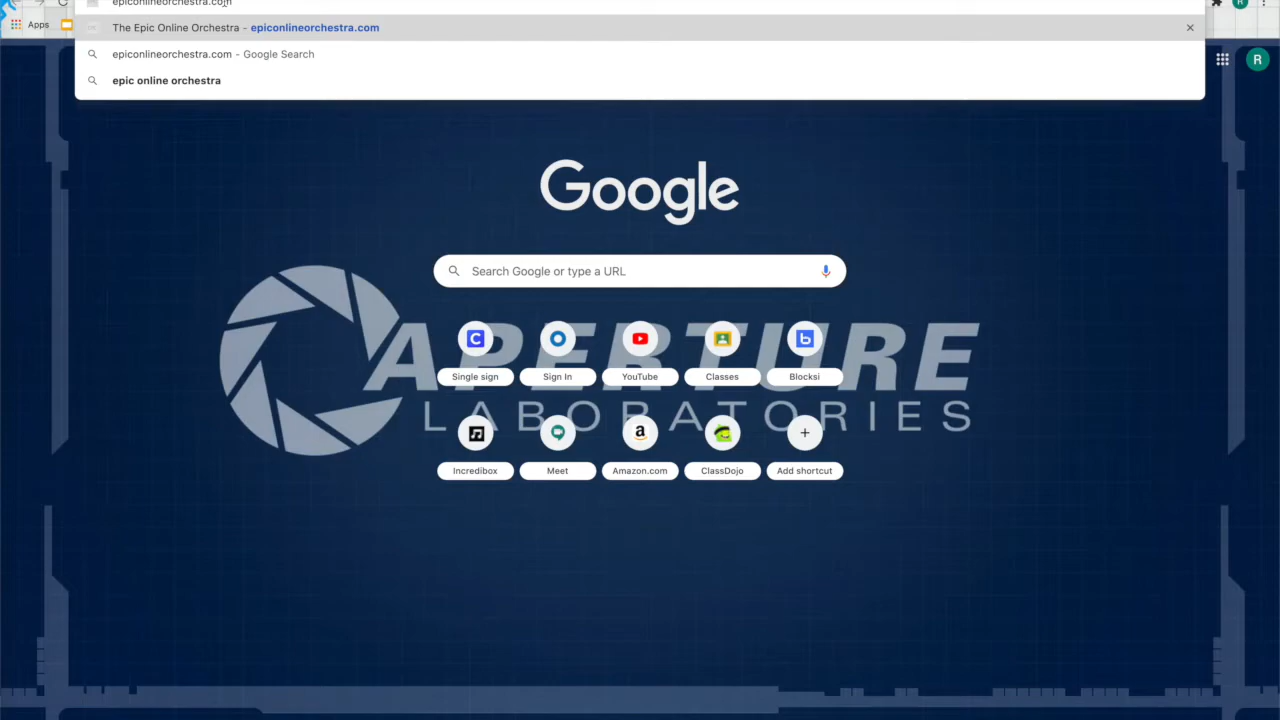 epiconlineorchestra.com
Apps
The Epic Online Orchestra - epiconlineorchestra.com
epiconlineorchestra.com - Google Search
epic online orchestra
R
Google
Search Google or type a URL
APERTURE
LABORATORIES
Single sign
Sign In
YouTube
Classes
Blocksi
Incredibox
Meet
Amazon.com
ClassDojo
Add shortcut